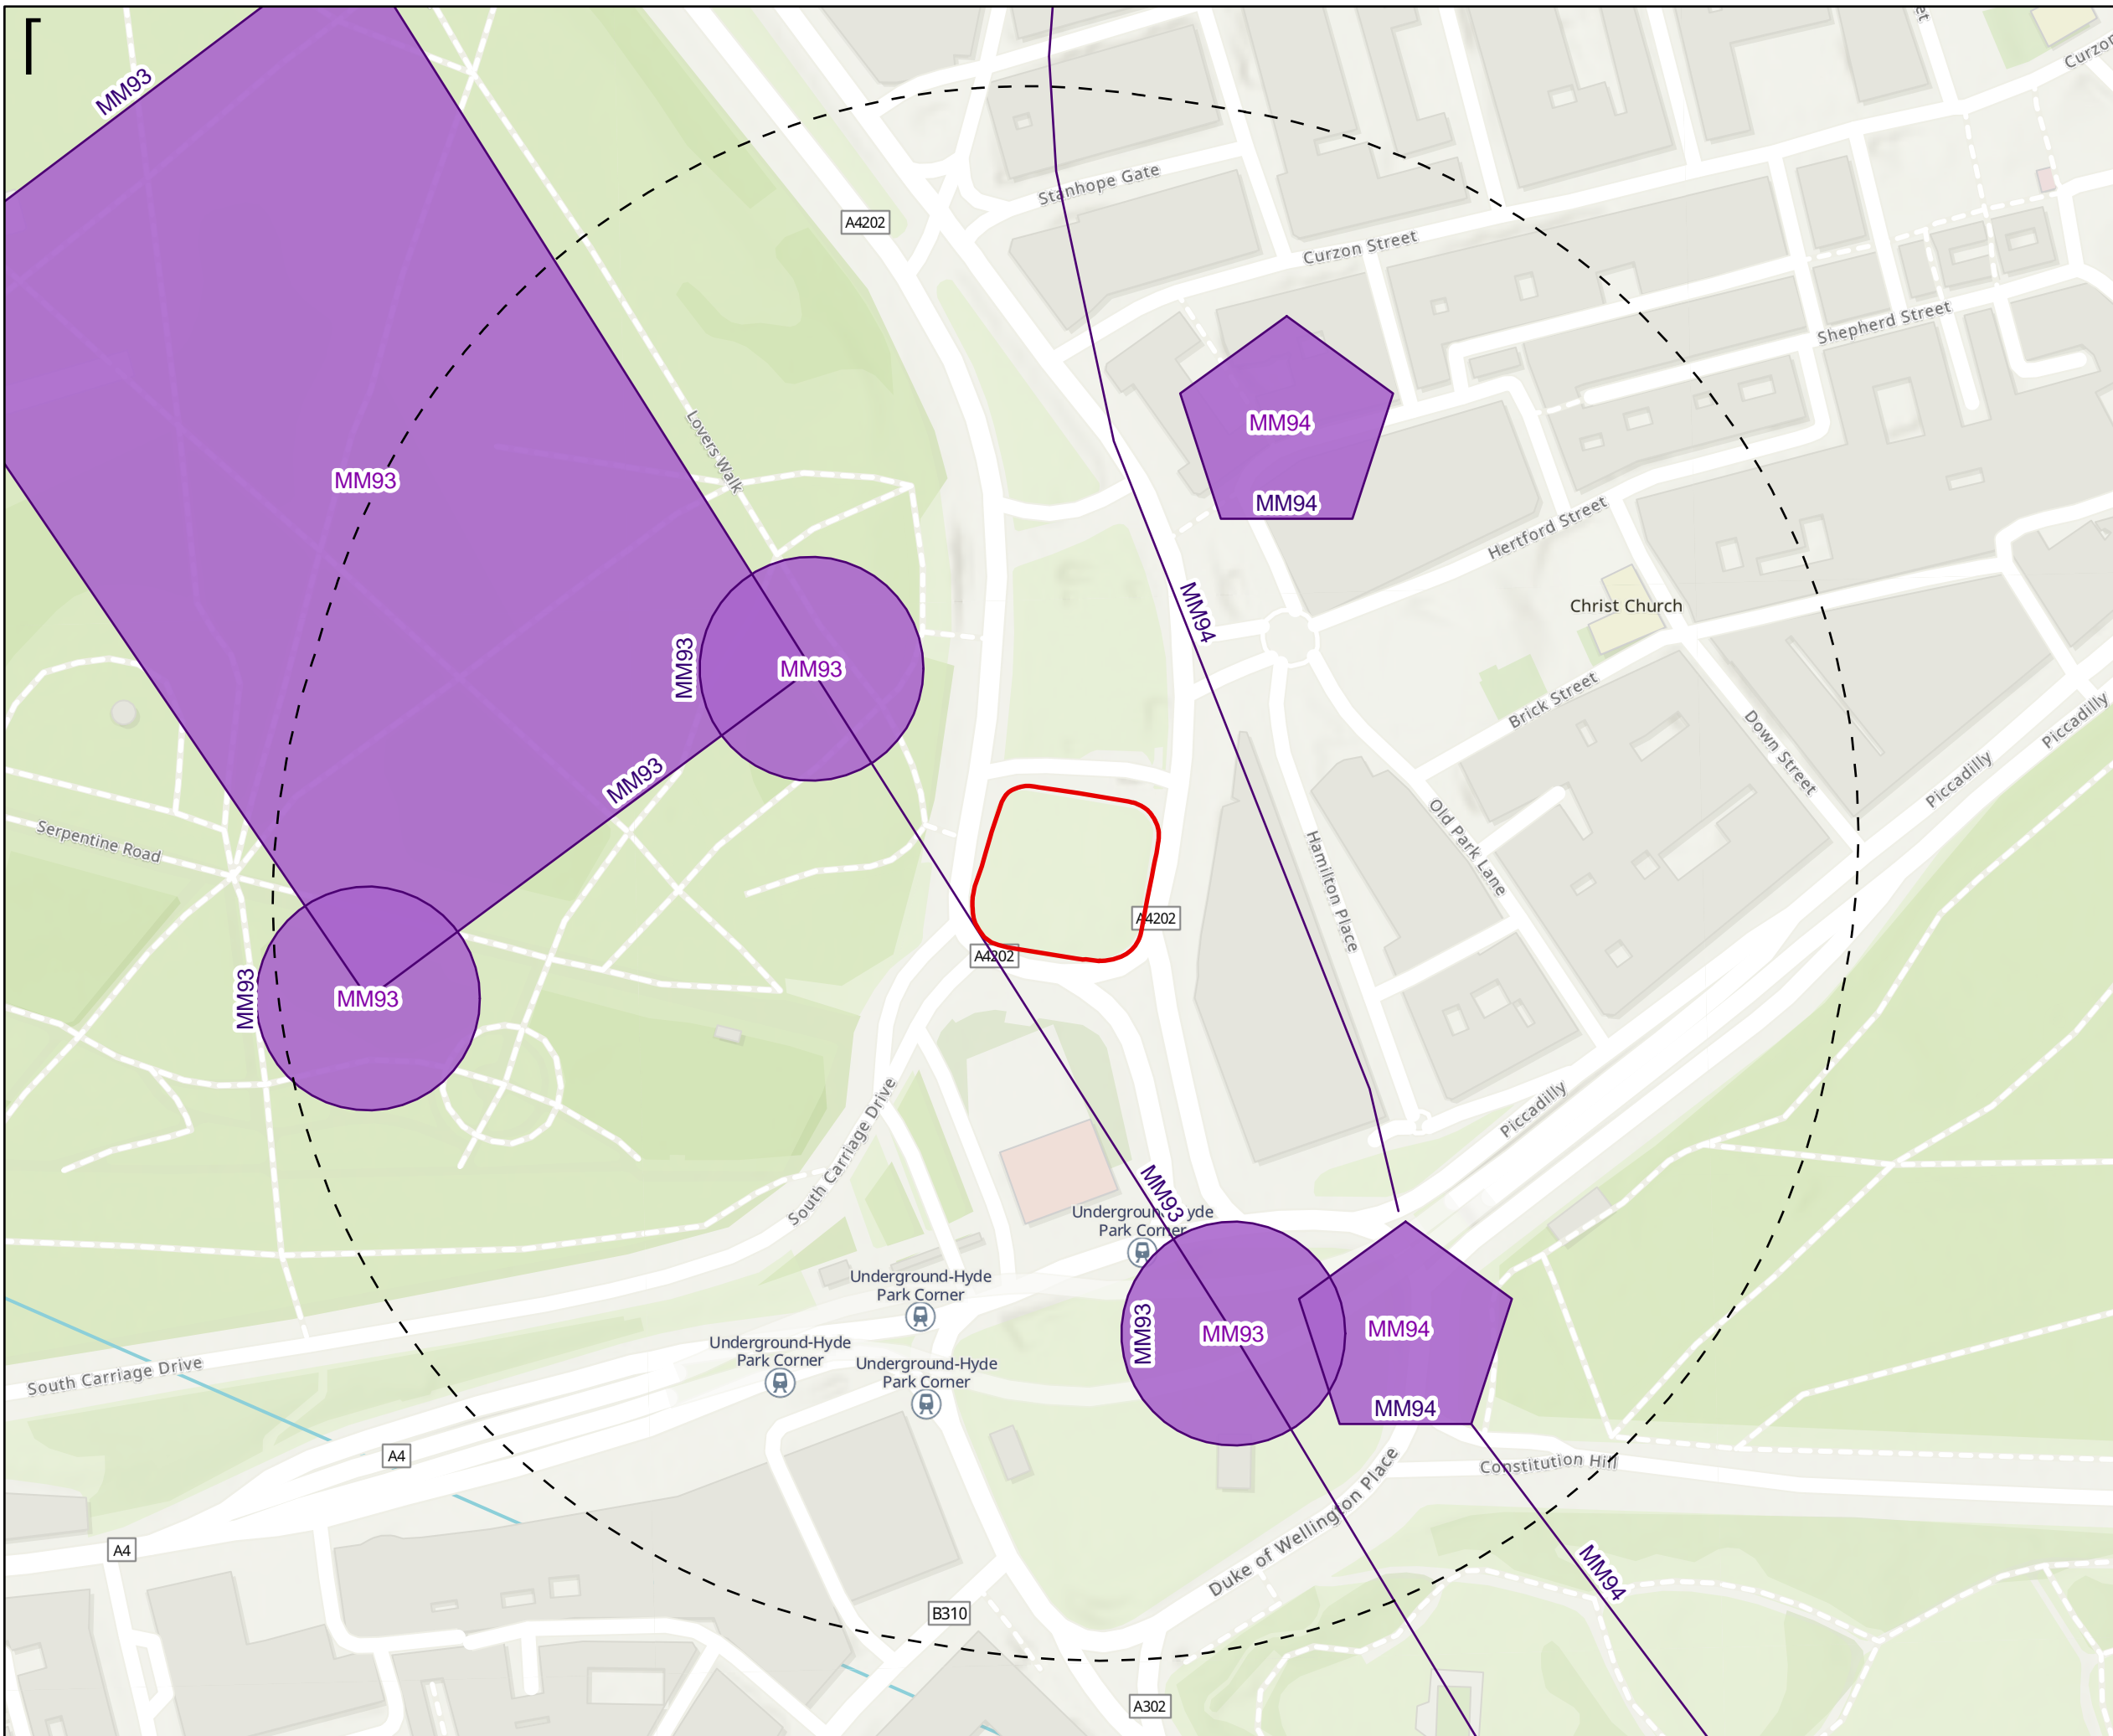 MM93
Curzon
Stanhope Gate
A4202
Curzon Street
Shepherd Street
MM94
MM93
Lovers Walk
MM94
Hertford Street
MM94
Christ Church
MM93
MM93
Brick Street
Piccadilly
Down Street
MM93
Piccadilly
Serpentine Road
Old Park Lane
Hamilton Place
A4202
A4202
MM93
MM93
Piccadilly
South Carriage Drive
MM93
Underground-Hyde
Park Corner
Underground-Hyde
Park Corner
MM93
MM93
MM94
Underground-Hyde
Park Corner
Underground-Hyde
Park Corner
South Carriage Drive
MM94
A4
Constitution Hill
Duke of Wellington Place
A4
MM94
B310
A302